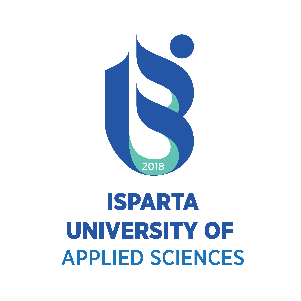 2018
ISPARTA
UNIVERSITY OF
APPLIED SCIENCES